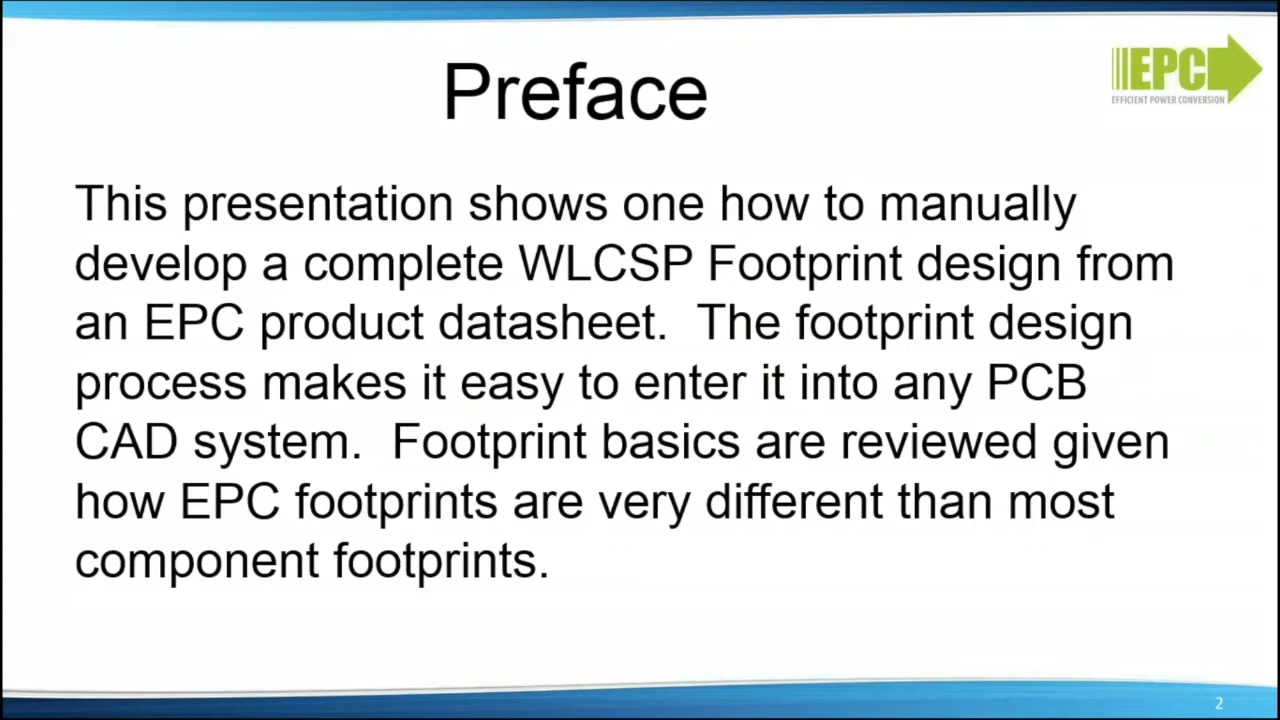 Preface
EPC
EFFICIENT POWER CONVERSION
This presentation shows one how to manually
develop a complete WLCSP Footprint design from
an EPC product datasheet.  The footprint design
process makes it easy to enter it into any PCB
CAD system.  Footprint basics are reviewed given
how EPC footprints are very different than most
component footprints.
2